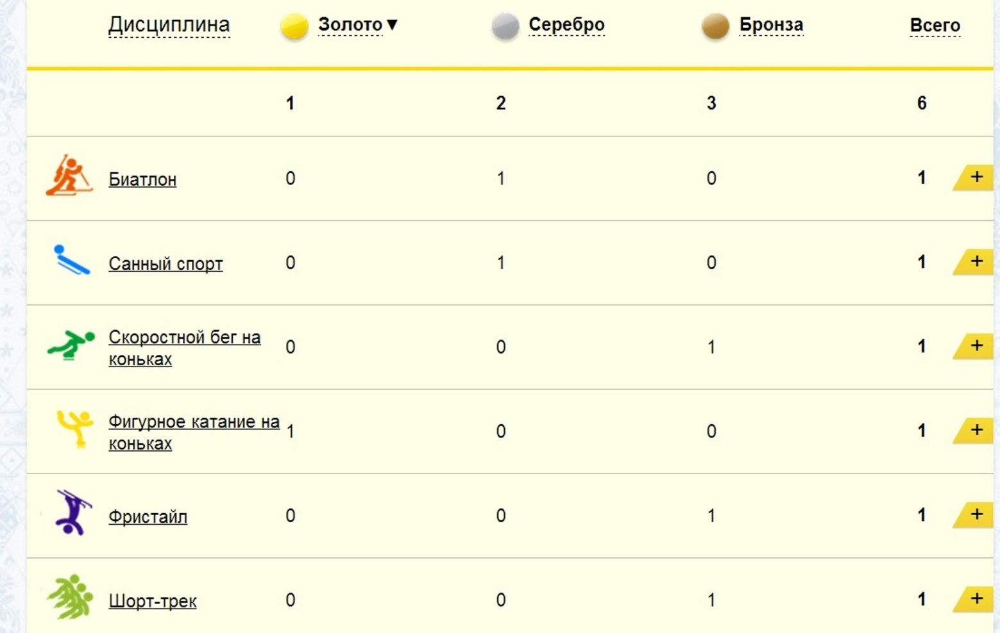 Дисциплина Золото▼ Серебро Бронза Всего
1 2 3 6
Биатлон 0 1 0 1 +
Санный спорт 0 1 0 1 +
Скоростной бег на
коньках 0 0 1 1 +
Фигурное катание на
коньках 1 0 0 1 +
Фристайл 0 0 1 1 +
Шорт-трек 0 0 1 1 +